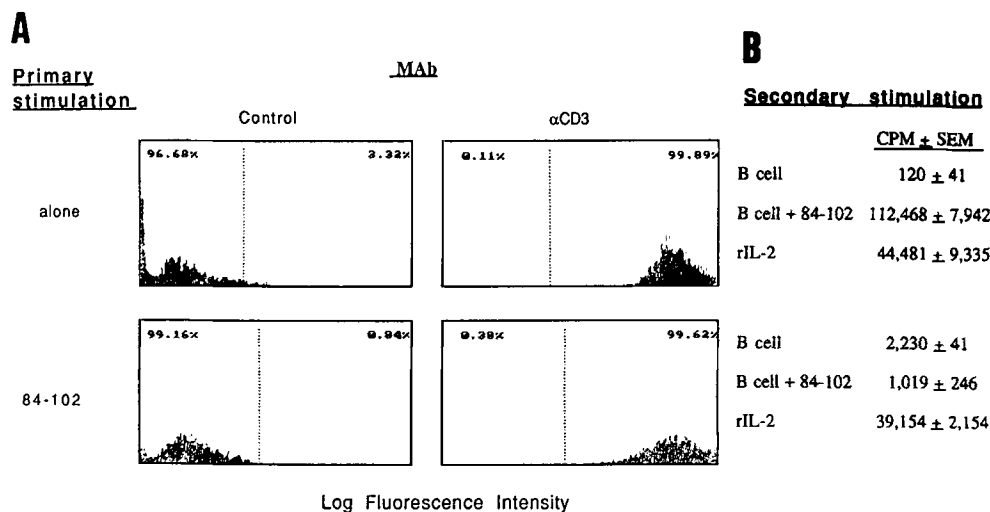 A
B
Primary
stimulation
MAb
Secondary stimulation
Control
αCD3
CPM ± SEM
96.68%
3.32%
0.11%
99.89%
alone
B cell 120 ± 41
B cell + 84-102 112,468 ± 7,942
rIL-2 44,481 ± 9,335
99.16%
0.84%
0.38%
99.62%
84-102
B cell 2,230 ± 41
B cell + 84-102 1,019 ± 246
rIL-2 39,154 ± 2,154
Log Fluorescence Intensity